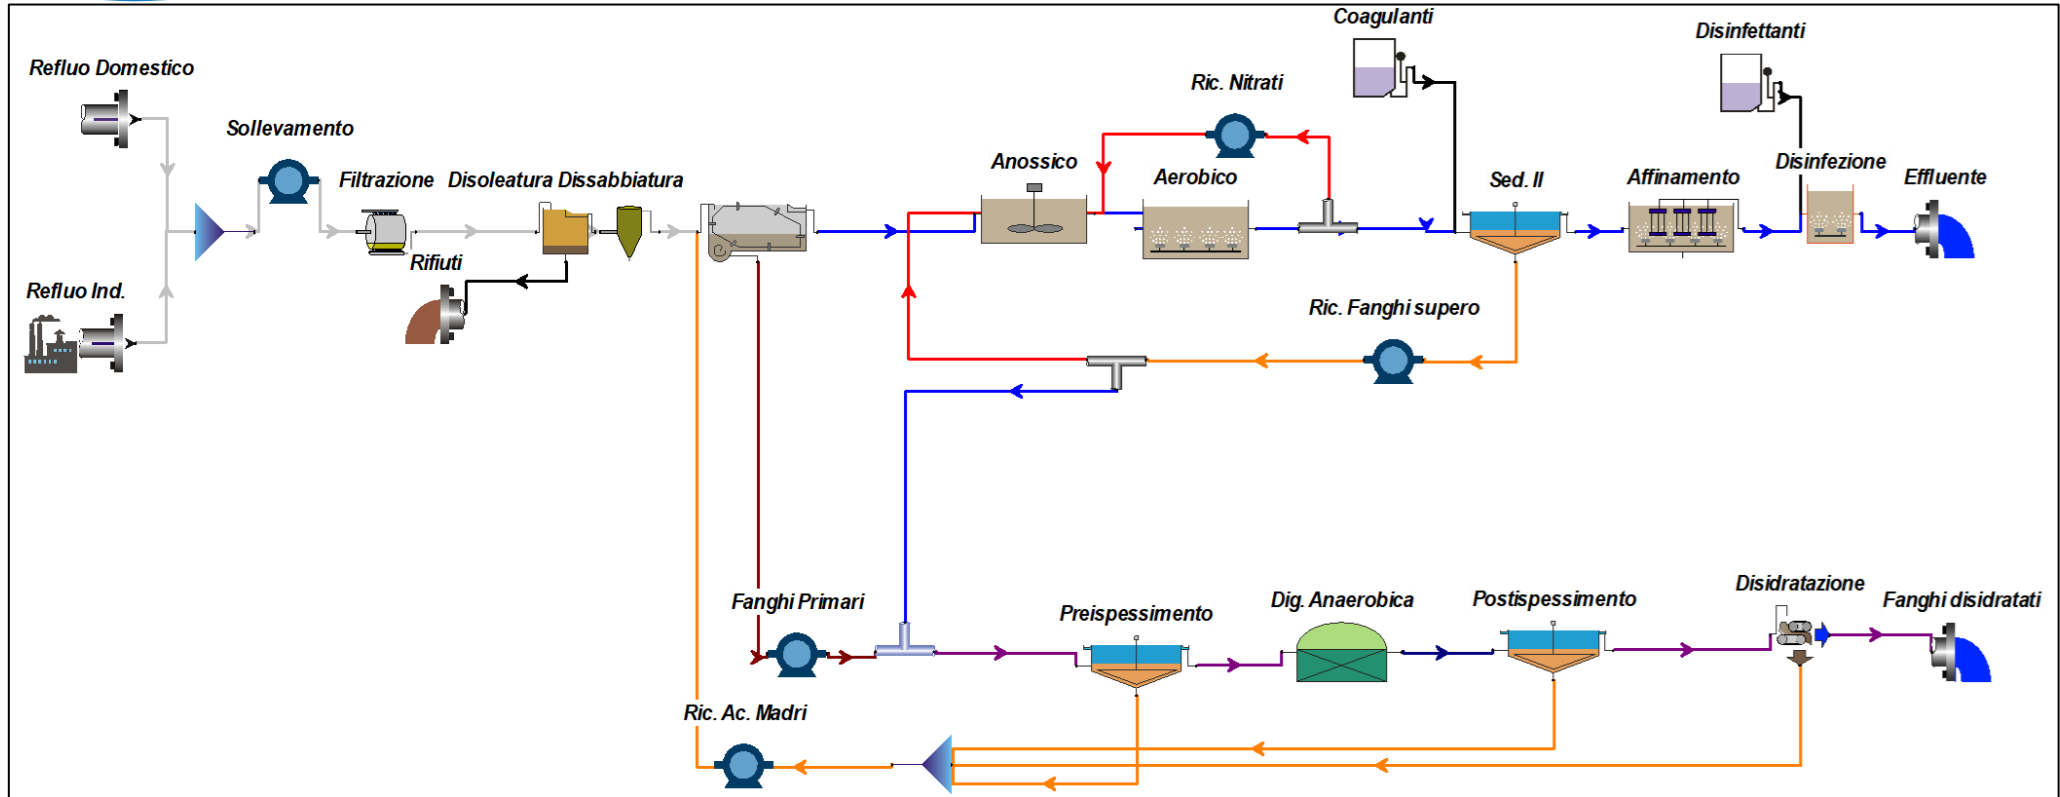 Coagulanti
Disinfettanti
Refluo Domestico
Ric. Nitrati
Sollevamento
Anossico
Aerobico
Sed. II
Affinamento
Disinfezione
Effluente
Filtrazione
Disoleatura Dissabbiatura
Rifiuti
Refluo Ind.
Ric. Fanghi supero
Fanghi Primari
Preispessimento
Dig. Anaerobica
Postispessimento
Disidratazione
Fanghi disidratati
Ric. Ac. Madri